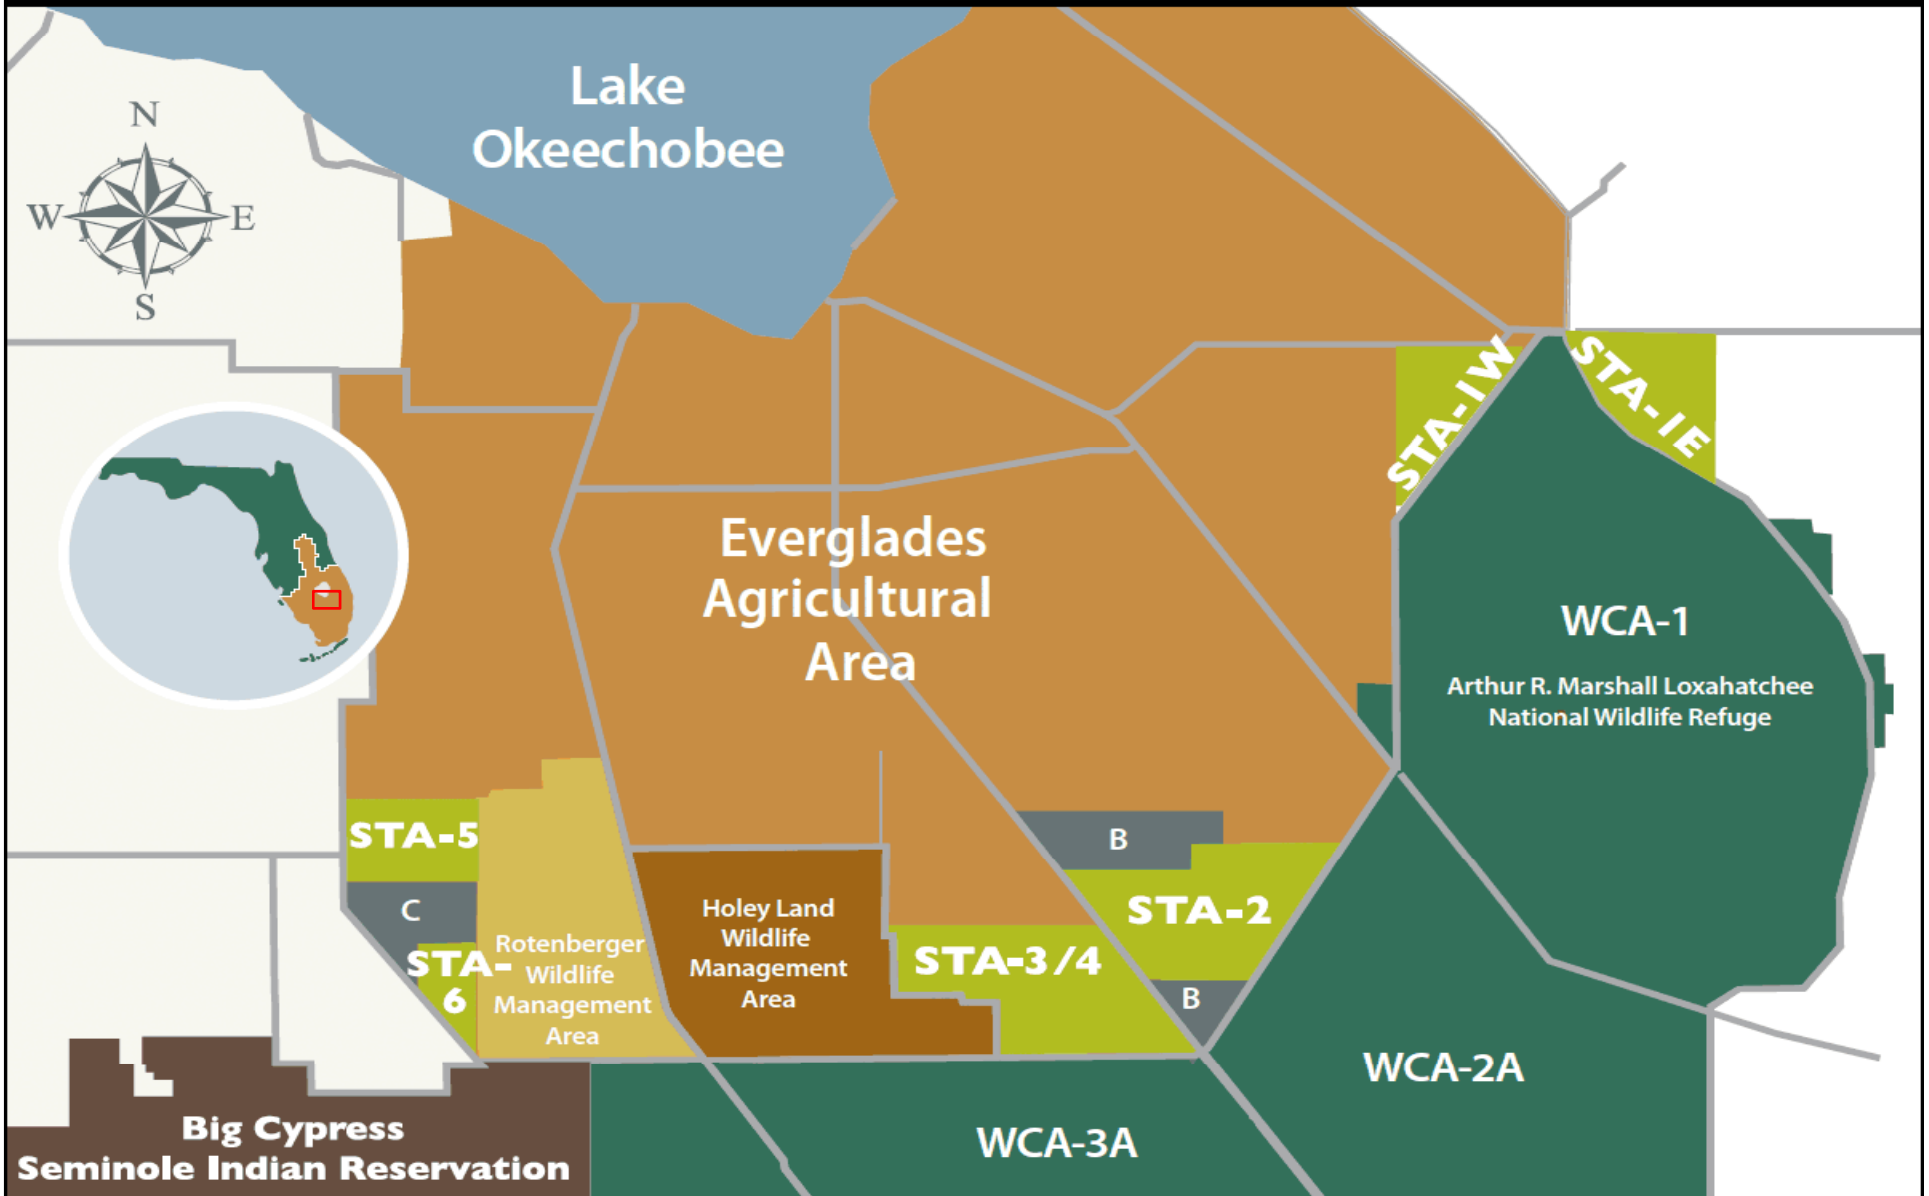 Lake
Okeechobee
N
W
E
S
STA-1W
STA-1E
Everglades
Agricultural
Area
WCA-1
Arthur R. Marshall Loxahatchee
National Wildlife Refuge
STA-5
B
C
STA-2
Holey Land
Wildlife
Management
Area
Rotenberger
Wildlife
Management
Area
STA-
6
STA-3/4
B
WCA-2A
WCA-3A
Big Cypress
Seminole Indian Reservation